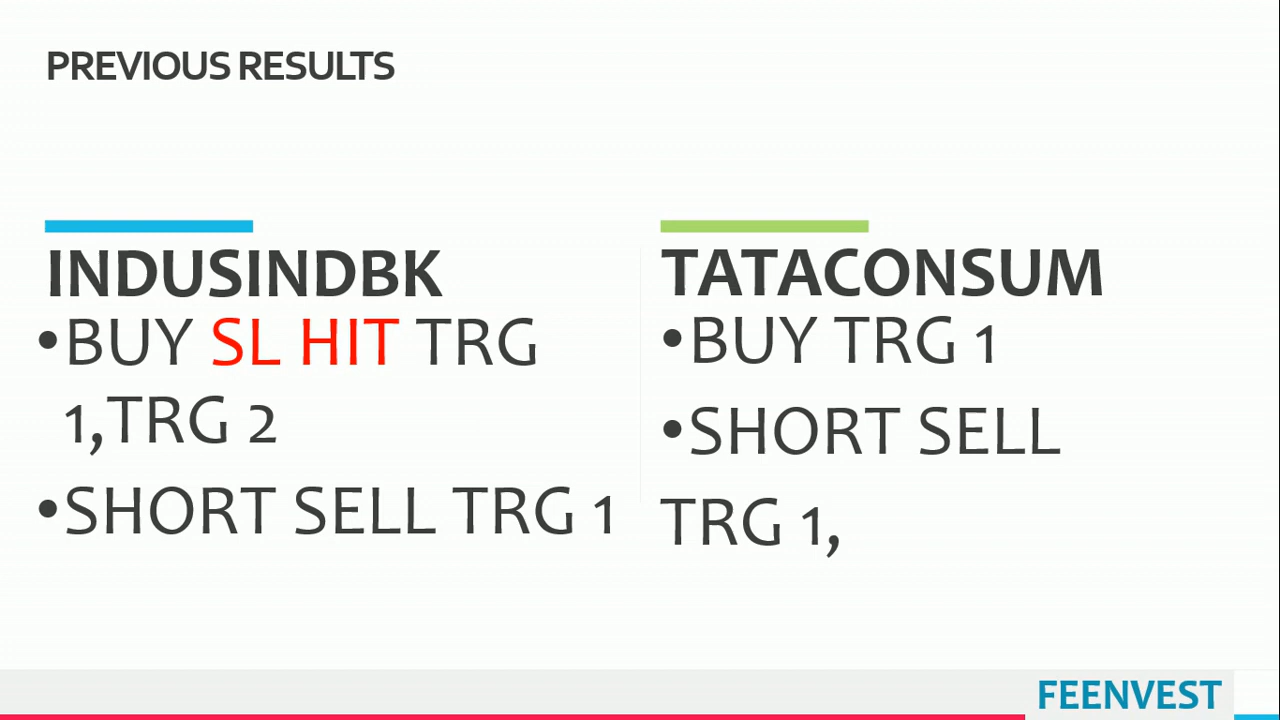 PREVIOUS RESULTS
INDUSINDBK
•BUY SL HIT TRG
1,TRG 2
•SHORT SELL TRG 1
TATACONSUM
•BUY TRG 1
•SHORT SELL
TRG 1,
FEENVEST